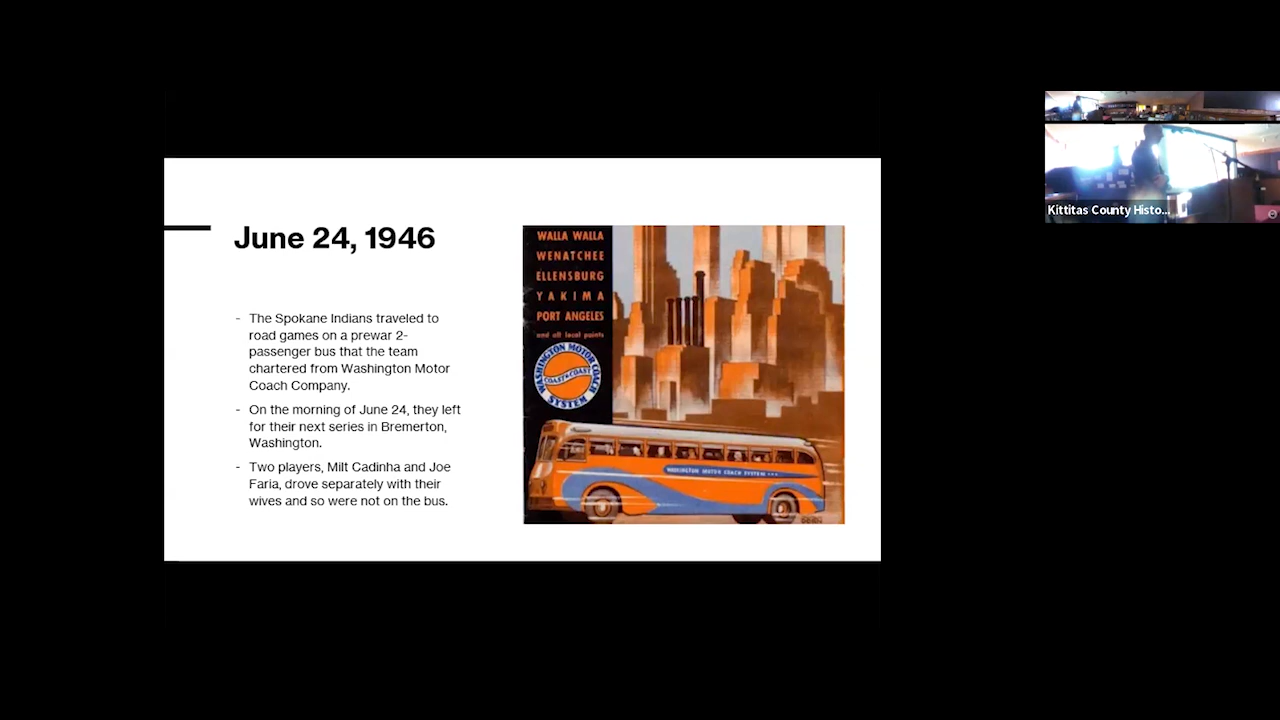 June 24, 1946
- The Spokane Indians traveled to
road games on a prewar 2-
passenger bus that the team
chartered from Washington Motor
Coach Company.
- On the morning of June 24, they left
for their next series in Bremerton,
Washington.
- Two players, Milt Cadinha and Joe
Faria, drove separately with their
wives and so were not on the bus.
WALLA WALLA
WENATCHEE
ELLENSBURG
YAKIMA
PORT ANGELES
and all local points
WASHINGTON MOTOR COACH
COAST to COAST
SYSTEM
WASHINGTON MOTOR COACH SYSTEM
Kittitas County Histo...